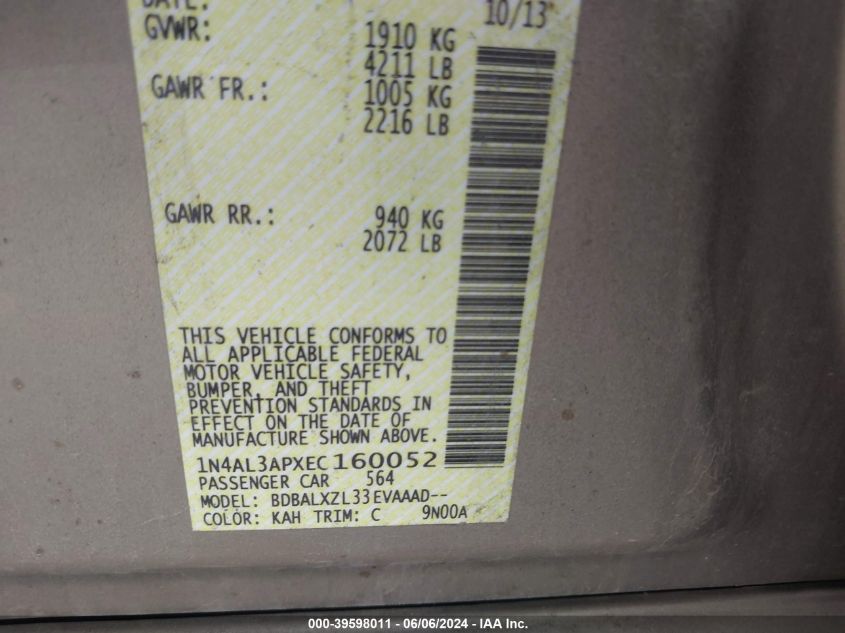 DATE: 10/13
GVWR: 1910 KG
4211 LB
GAWR FR.: 1005 KG
2216 LB
GAWR RR.: 940 KG
2072 LB
THIS VEHICLE CONFORMS TO
ALL APPLICABLE FEDERAL
MOTOR VEHICLE SAFETY,
BUMPER, AND THEFT
PREVENTION STANDARDS IN
EFFECT ON THE DATE OF
MANUFACTURE SHOWN ABOVE.
1N4AL3APXEC160052
PASSENGER CAR 564
MODEL: BDBALXZL33EVAAAD--
COLOR: KAH TRIM: C 9N00A
000-39598011 - 06/06/2024 - IAA Inc.